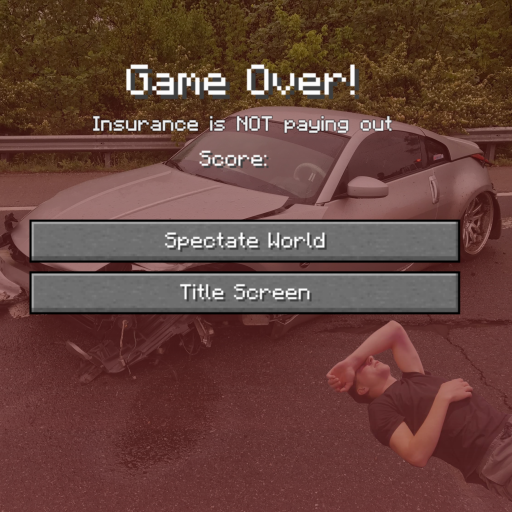 Game Over!
Insurance is NOT paying out
Score:
Spectate World
Title Screen